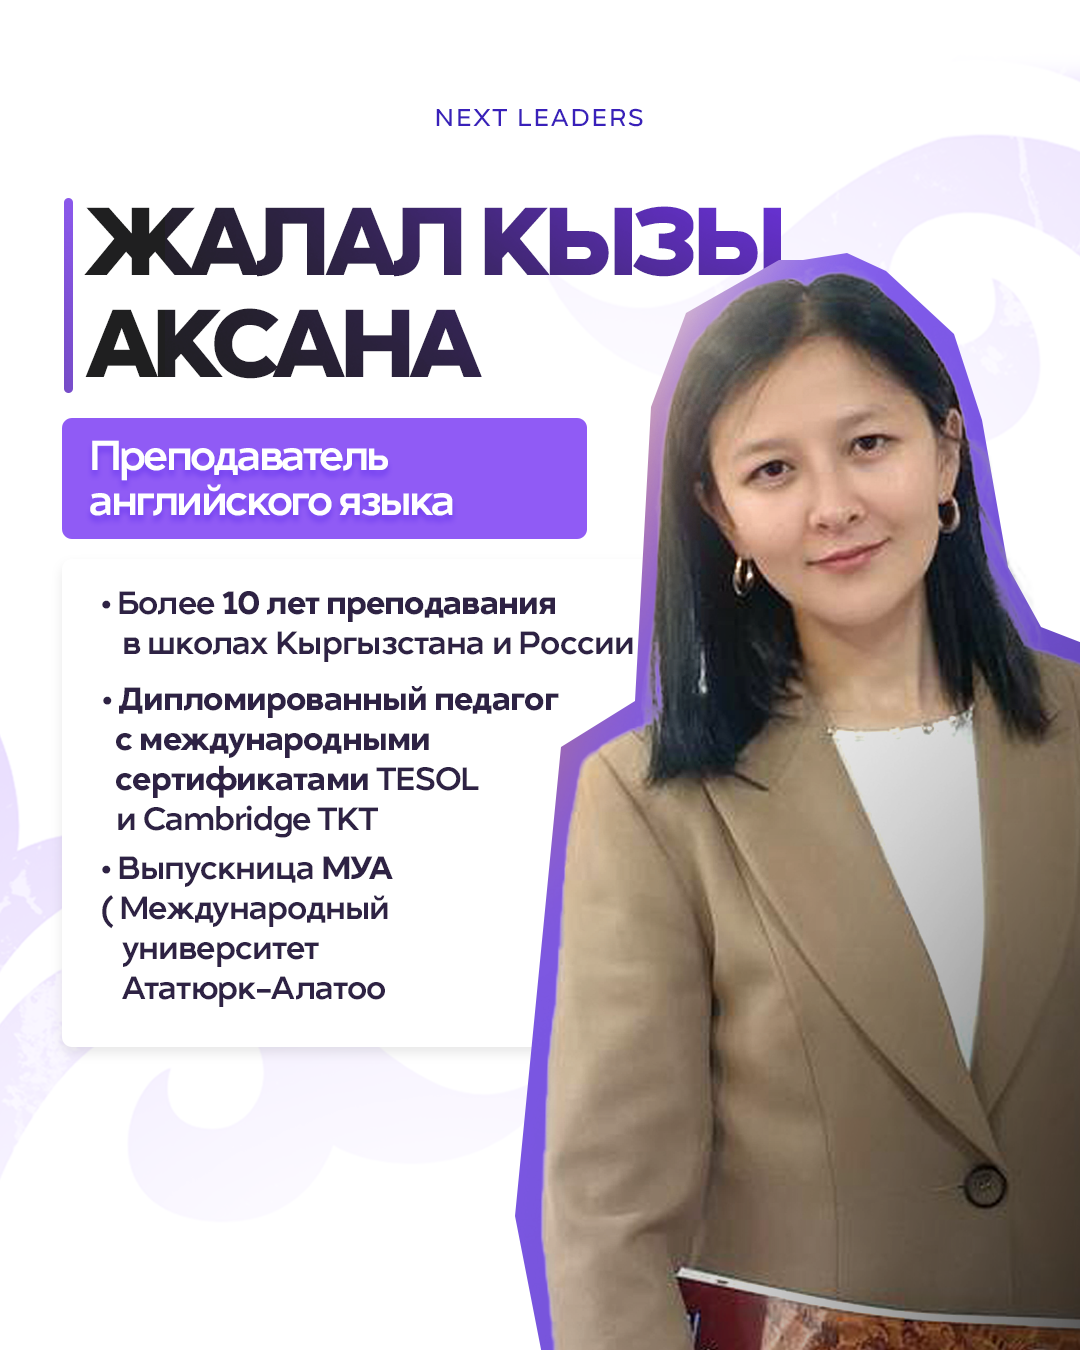 NEXT LEADERS
ЖАЛАЛ КЫЗЫ
АКСАНА
Преподаватель
английского языка
• Более 10 лет преподавания
в школах Кыргызстана и России
• Дипломированный педагог
с международными
сертификатами TESOL
и Cambridge TKT
• Выпускница МУА
( Международный
университет
Ататюрк-Алатоо